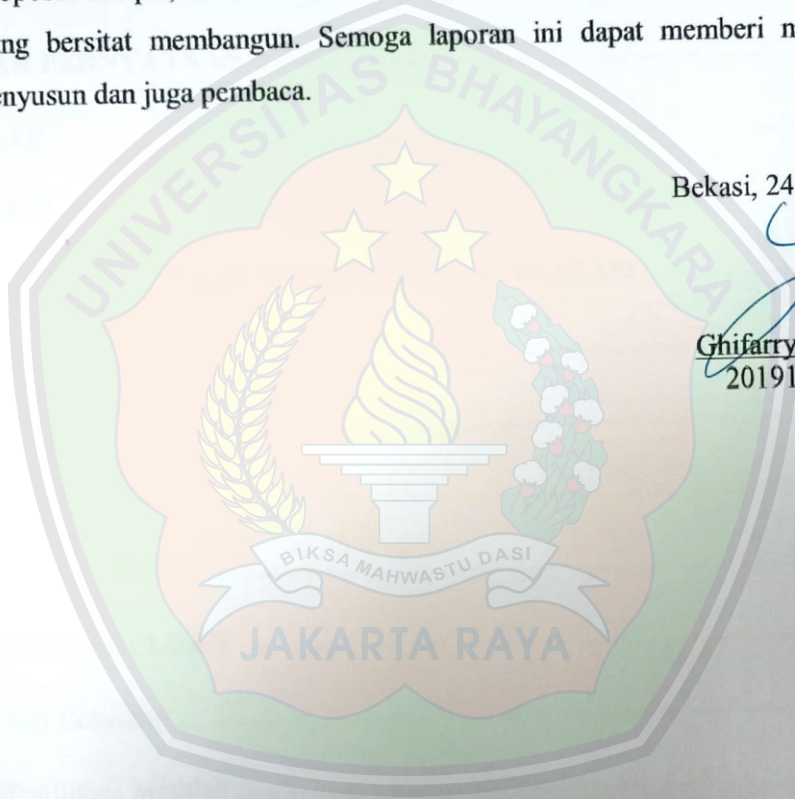 ng bersitat membangun. Semoga laporan ini dapat memberi m
enyusun dan juga pembaca.
UNIVERSITAS BHAYANGKARA
Bekasi, 24
Ghifarry
20191
BIKSA MAHWASTU DASI
JAKARTA RAYA